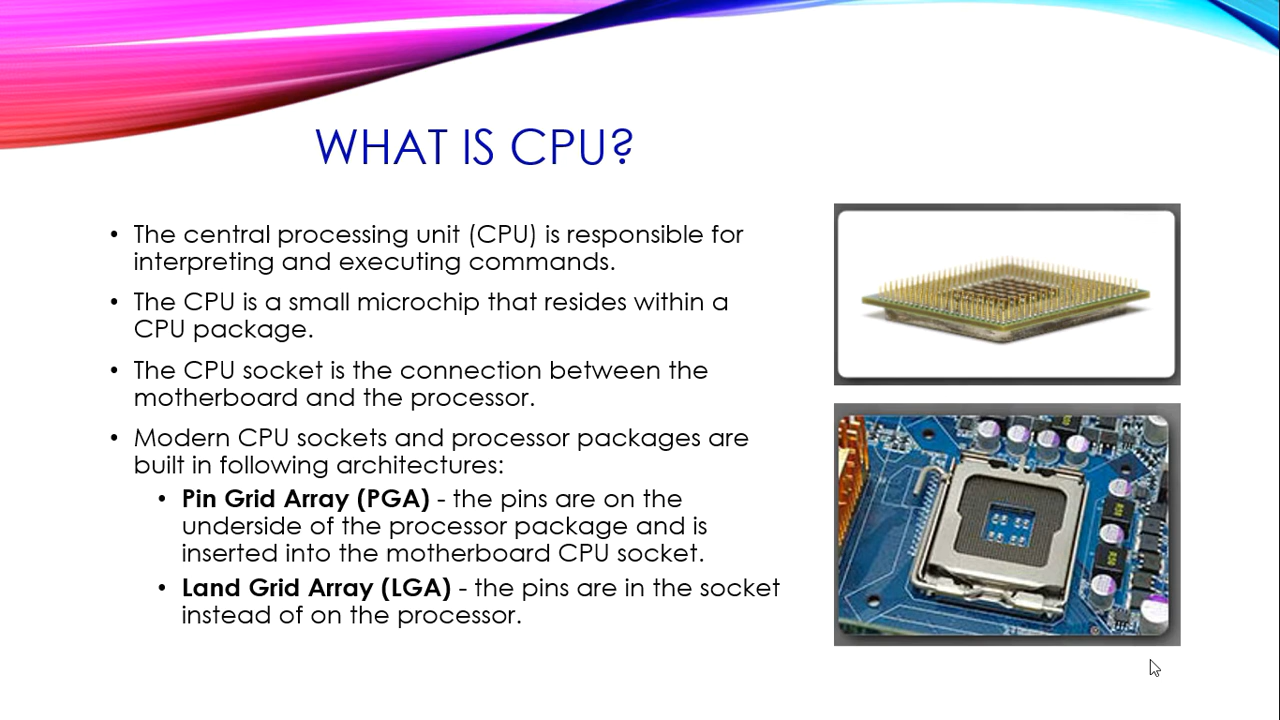 WHAT IS CPU?
• The central processing unit (CPU) is responsible for
interpreting and executing commands.
• The CPU is a small microchip that resides within a
CPU package.
• The CPU socket is the connection between the
motherboard and the processor.
• Modern CPU sockets and processor packages are
built in following architectures:
• Pin Grid Array (PGA) - the pins are on the
underside of the processor package and is
inserted into the motherboard CPU socket.
• Land Grid Array (LGA) - the pins are in the socket
instead of on the processor.